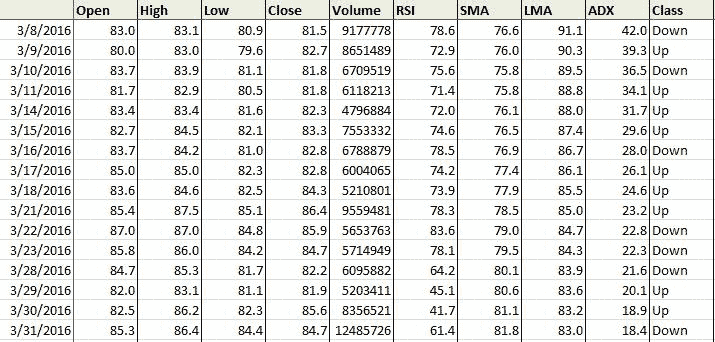 Open High Low Close Volume RSI SMA LMA ADX Class
3/8/2016 83.0 83.1 80.9 81.5 9177778 78.6 76.6 91.1 42.0 Down
3/9/2016 80.0 83.0 79.6 82.7 8651489 72.9 76.0 90.3 39.3 Up
3/10/2016 83.7 83.9 81.1 81.8 6709519 75.6 75.8 89.5 36.5 Down
3/11/2016 81.7 82.9 80.5 81.8 6118213 71.4 75.8 88.8 34.1 Up
3/14/2016 83.4 83.4 81.6 82.3 4796884 72.0 76.1 88.0 31.7 Up
3/15/2016 82.7 84.5 82.1 83.3 7553332 74.6 76.5 87.4 29.6 Up
3/16/2016 83.7 84.2 81.0 82.8 6788879 78.5 76.9 86.7 28.0 Down
3/17/2016 85.0 85.0 82.3 82.8 6004065 74.2 77.4 86.1 26.1 Up
3/18/2016 83.6 84.6 82.5 84.3 5210801 73.9 77.9 85.5 24.6 Up
3/21/2016 85.4 87.5 85.1 86.4 9559481 78.3 78.5 85.0 23.2 Up
3/22/2016 87.0 87.0 84.8 85.9 5653763 83.6 79.0 84.7 22.8 Down
3/23/2016 85.8 86.0 84.2 84.7 5714949 78.1 79.5 84.3 22.3 Down
3/28/2016 84.7 85.3 81.7 82.2 6095882 64.2 80.1 83.9 21.6 Down
3/29/2016 82.0 83.1 81.1 81.9 5203411 45.1 80.6 83.6 20.1 Up
3/30/2016 82.5 86.2 82.3 85.6 8356521 41.7 81.1 83.2 18.9 Up
3/31/2016 85.3 86.4 84.4 84.7 12485726 61.4 81.8 83.0 18.4 Down